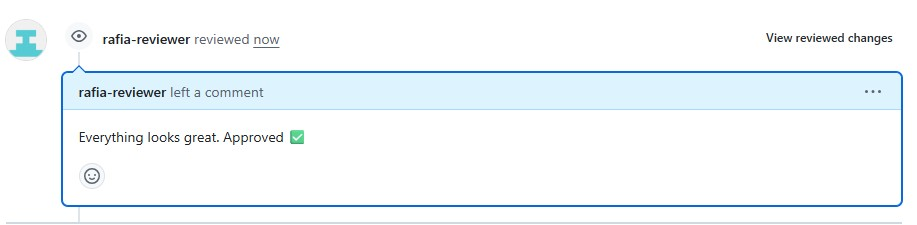 rafia-reviewer reviewed now
View reviewed changes
rafia-reviewer left a comment
Everything looks great. Approved ✅